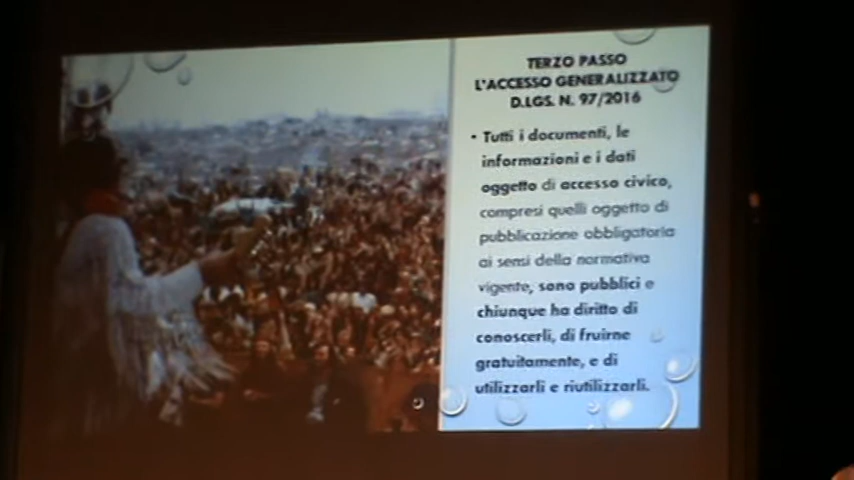 TERZO PASSO
L'ACCESSO GENERALIZZATO
D.LGS. N. 97/2016
• Tutti i documenti, le
informazioni e i dati
oggetto di accesso civico,
compresi quelli oggetto di
pubblicazione obbligatoria
ai sensi della normativa
vigente, sono pubblici e
chiunque ha diritto di
conoscerli, di fruirne
gratuitamente, e di
utilizzarli e riutilizzarli.